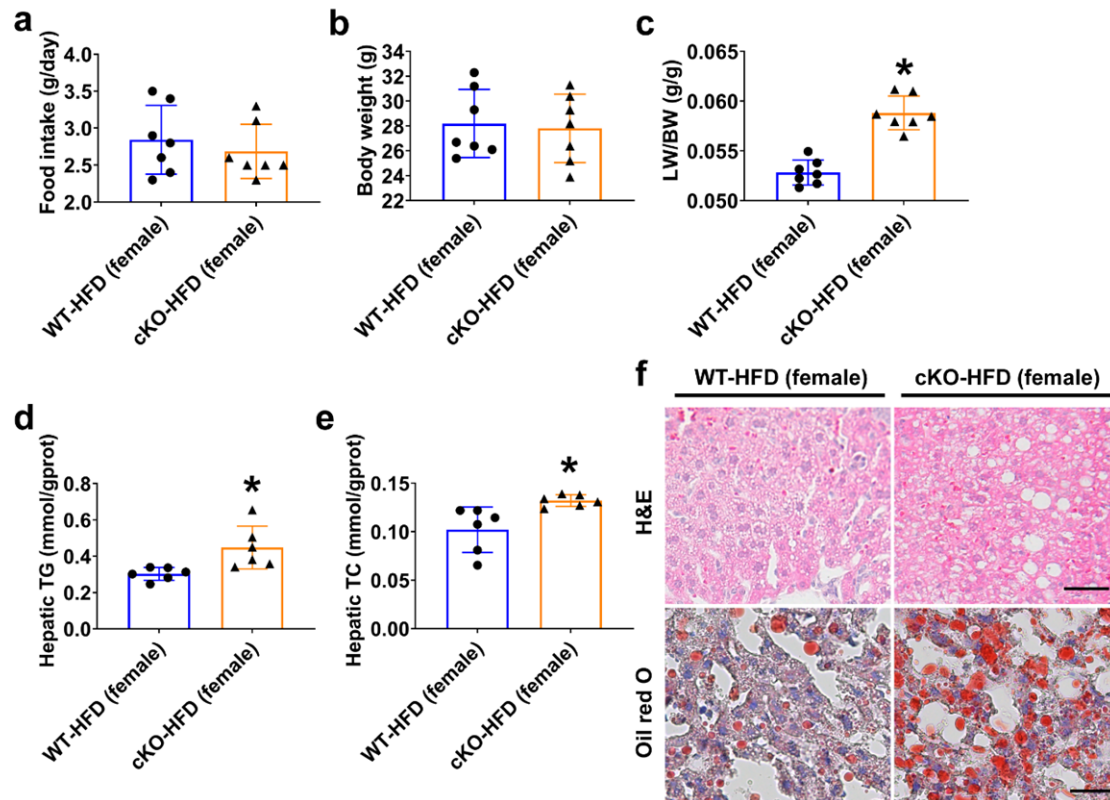 a
Food intake (g/day)
4.0
3.5
3.0
2.5
2.0
WT-HFD (female)
cKO-HFD (female)
b
Body weight (g)
34
32
30
28
26
24
22
WT-HFD (female)
cKO-HFD (female)
c
LW/BW (g/g)
0.065
0.060
0.055
0.050
*
WT-HFD (female)
cKO-HFD (female)
d
Hepatic TG (mmol/gprot)
0.8
0.6
0.4
0.2
0.0
*
WT-HFD (female)
cKO-HFD (female)
e
Hepatic TC (mmol/gprot)
0.15
0.10
0.05
0.00
*
WT-HFD (female)
cKO-HFD (female)
f
WT-HFD (female)
cKO-HFD (female)
H&E
Oil red O